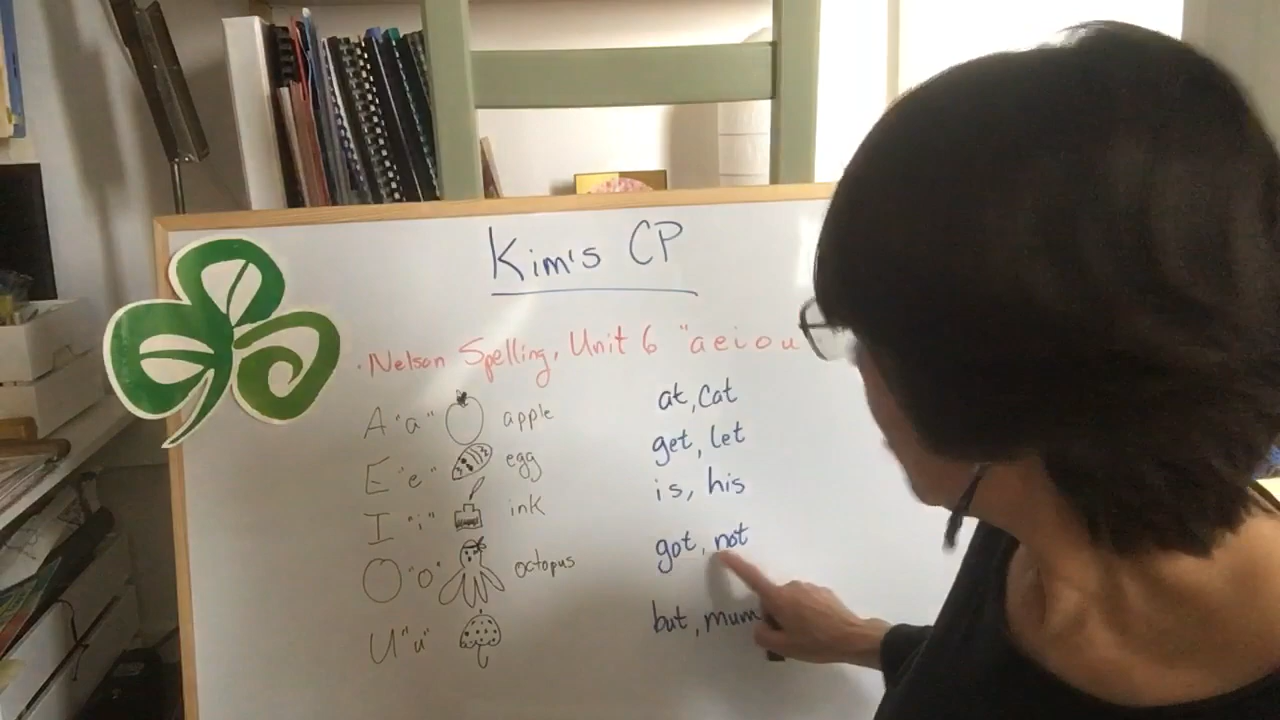 Kim's CP
· Nelson Spelling, Unit 6 "a e i o u
A "a" apple at, cat
E "e" egg get, let
I "i" ink is, his
O "o" octopus got, not
U "u" but, mum